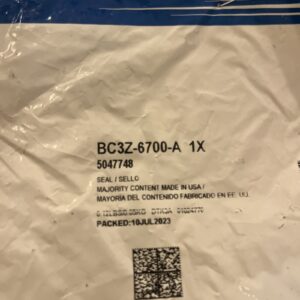 BC3Z-6700-A 1X
5047748
SEAL / SELLO
MAJORITY CONTENT MADE IN USA /
MAYORIA DEL CONTENIDO FABRICADO EN EE. UU.
PACKED: 10JUL2023